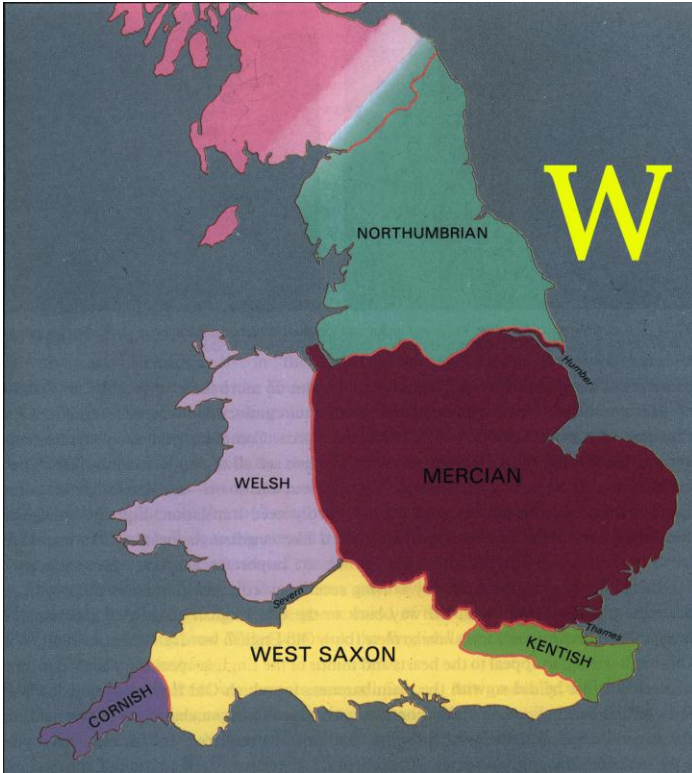 W
NORTHUMBRIAN
Humber
MERCIAN
WELSH
Severn
Thames
WEST SAXON
KENTISH
CORNISH